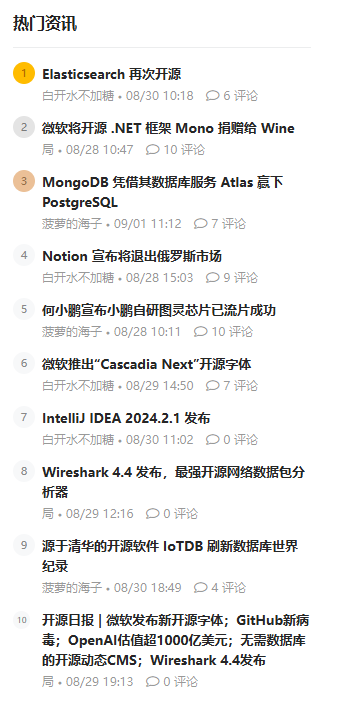 热门资讯
1
Elasticsearch 再次开源
白开水不加糖 • 08/30 10:18 6 评论
2
微软将开源 .NET 框架 Mono 捐赠给 Wine
局 • 08/28 10:47 10 评论
3
MongoDB 凭借其数据库服务 Atlas 赢下
PostgreSQL
菠萝的海子 • 09/01 11:12 7 评论
4
Notion 宣布将退出俄罗斯市场
白开水不加糖 • 08/28 15:03 9 评论
5
何小鹏宣布小鹏自研图灵芯片已流片成功
菠萝的海子 • 08/28 10:11 10 评论
6
微软推出“Cascadia Next”开源字体
白开水不加糖 • 08/29 14:50 7 评论
7
IntelliJ IDEA 2024.2.1 发布
白开水不加糖 • 08/30 11:02 0 评论
8
Wireshark 4.4 发布，最强开源网络数据包分
析器
局 • 08/29 12:16 0 评论
9
源于清华的开源软件 IoTDB 刷新数据库世界
纪录
菠萝的海子 • 08/30 18:49 4 评论
10
开源日报 | 微软发布新开源字体；GitHub新病
毒；OpenAI估值超1000亿美元；无需数据库
的开源动态CMS；Wireshark 4.4发布
局 • 08/29 19:13 0 评论